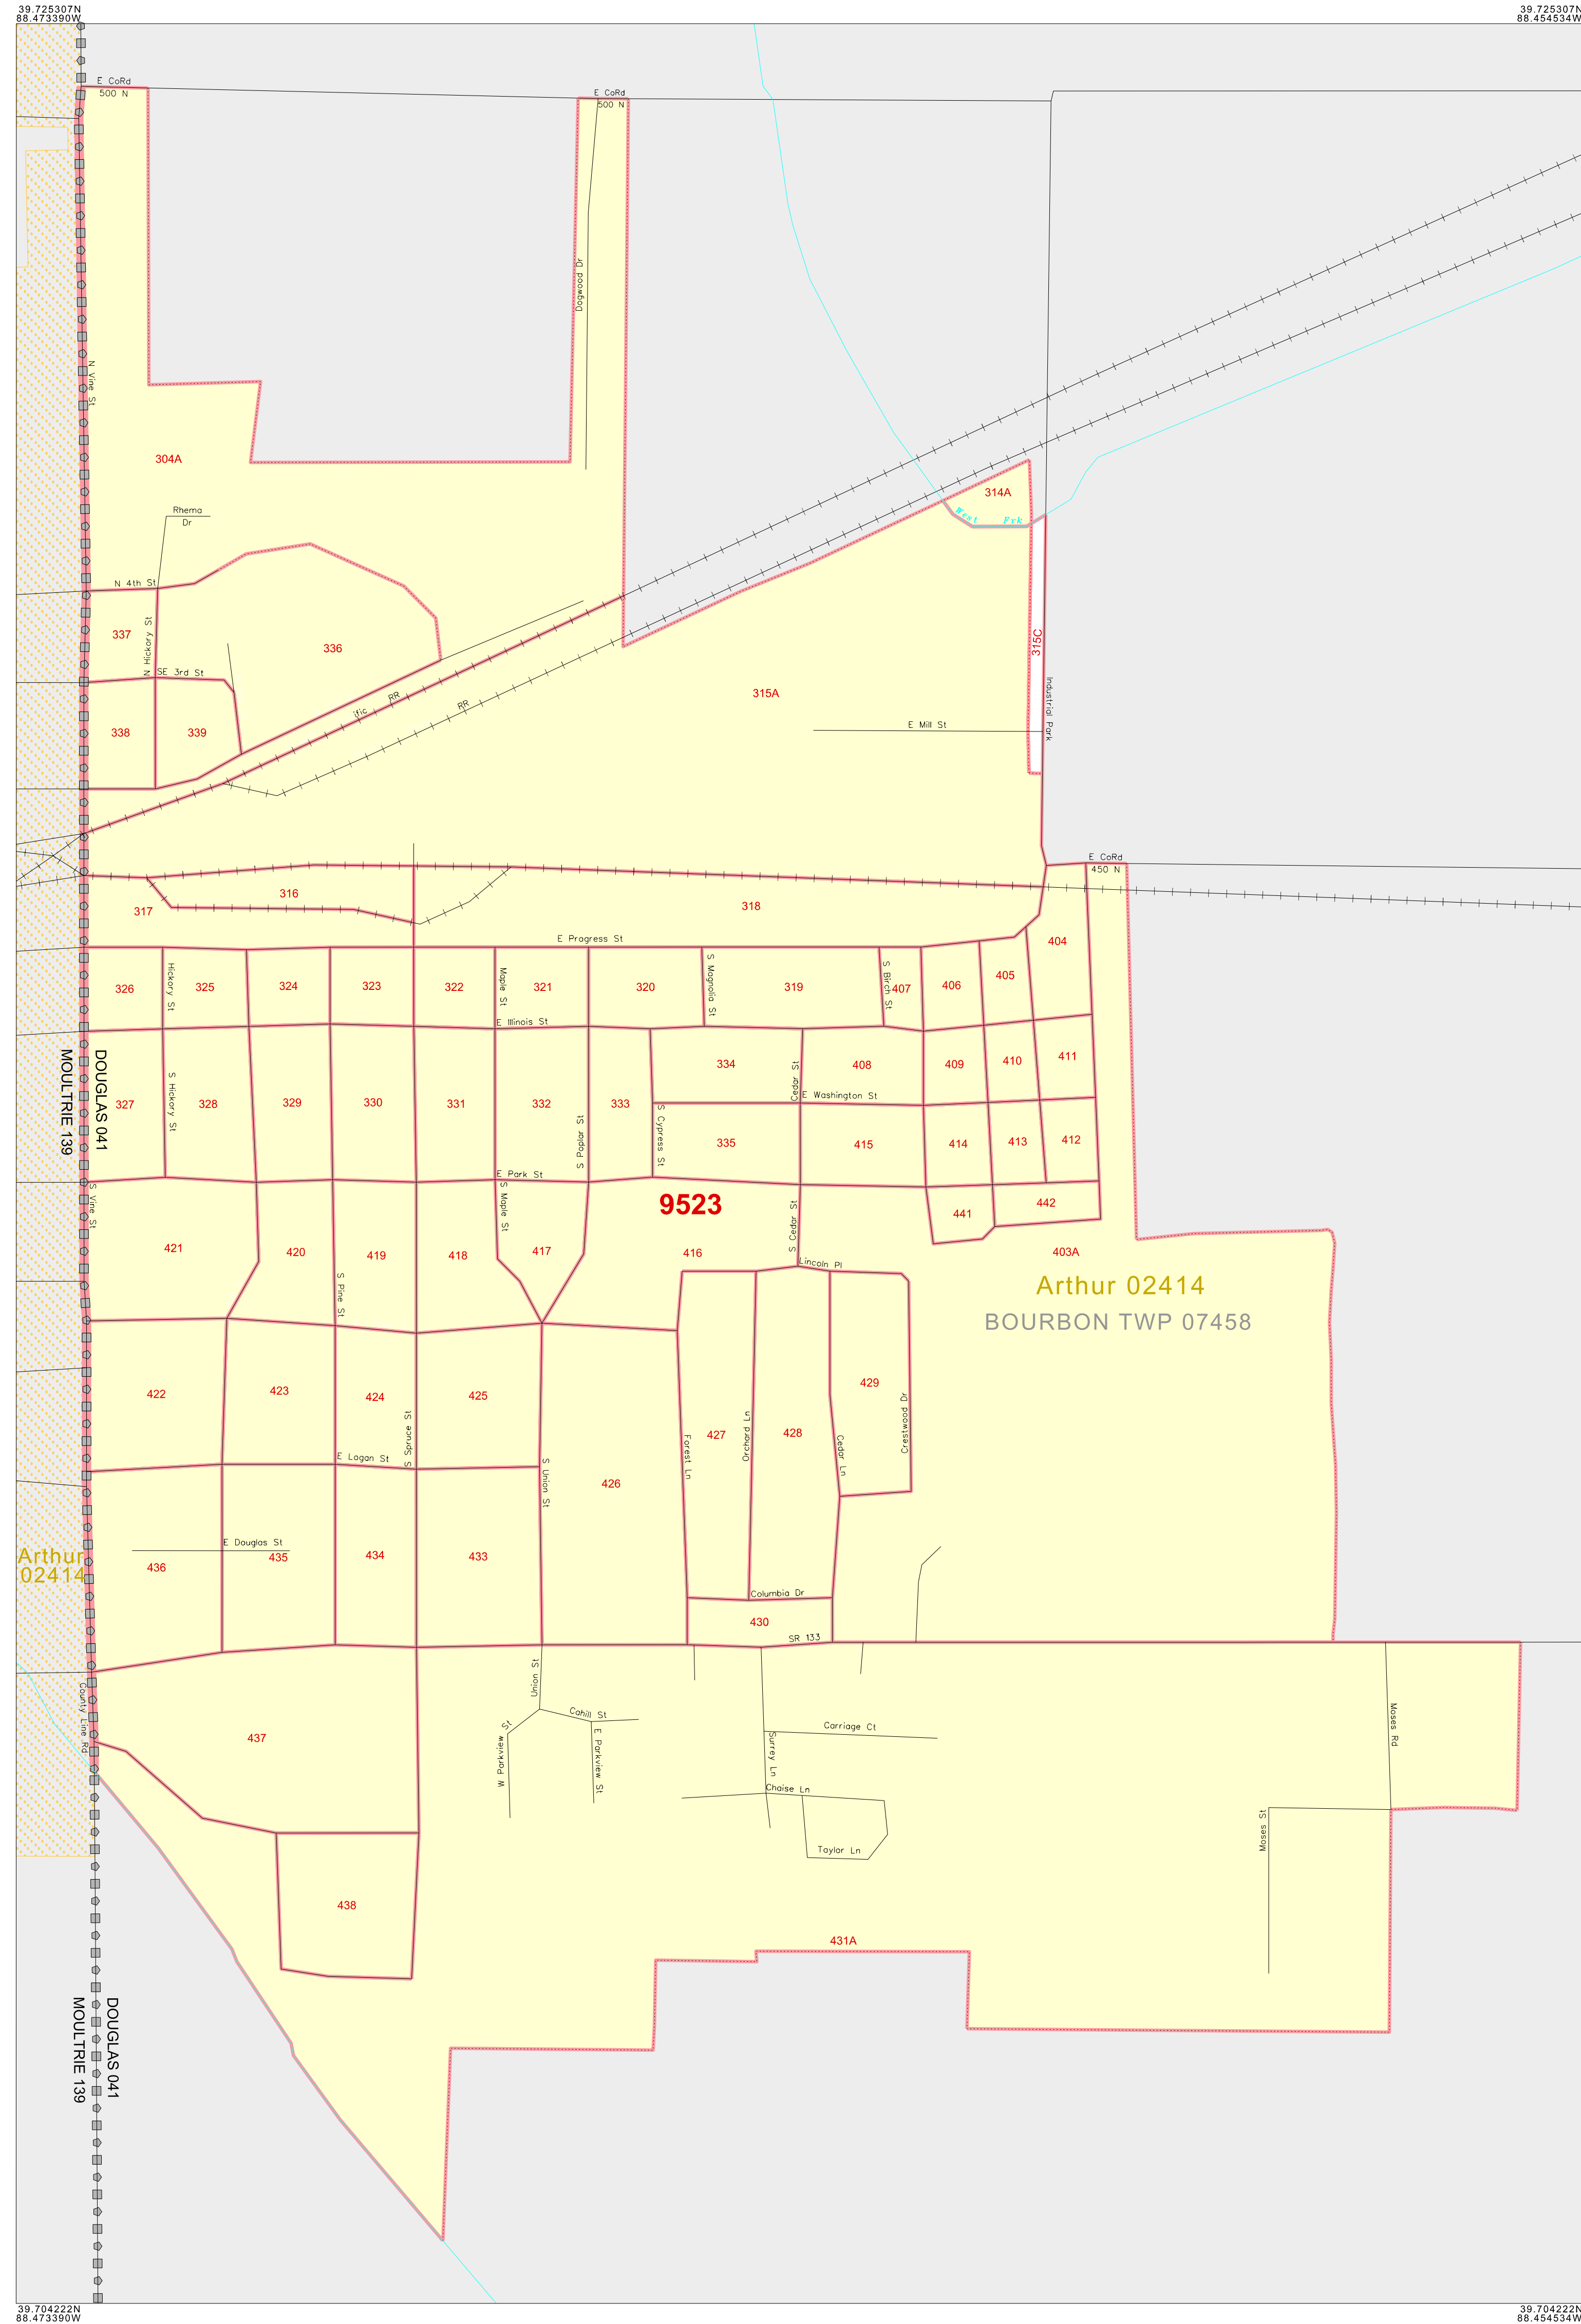 39.725307N
88.473390W
39.725307N
88.454534W
E CoRd
500 N
E CoRd
500 N
Dogwood Dr
N Vine St
304A
314A
West Frk
Rhema
Dr
N 4th St
337
N Hickory St
336
315C
SE 3rd St
338
339
ific RR
RR
315A
E Mill St
Industrial Park
E CoRd
450 N
316
317
318
E Progress St
404
326
Hickory St
325
324
323
322
Maple St
321
320
S Magnolia St
319
S Birch St
407
406
405
E Illinois St
DOUGLAS 041
MOULTRIE 139
327
S Hickory St
328
329
330
331
332
S Poplar St
333
334
Cedar St
408
409
410
411
E Washington St
S Cypress St
335
415
414
413
412
E Park St
S Vine St
S Maple St
9523
S Cedar St
441
442
421
420
419
418
417
416
403A
S Pine St
Lincoln Pl
Arthur 02414
BOURBON TWP 07458
422
423
424
425
S Spruce St
427
428
429
Forest Ln
Orchard Ln
Cedar Ln
Crestwood Dr
E Logan St
S Union St
426
Arthur
02414
E Douglas St
436
435
434
433
Columbia Dr
430
SR 133
County Line Rd
437
Union St
Cahill St
W Parkview St
E Parkview St
Carriage Ct
Surrey Ln
Chaise Ln
Taylor Ln
Moses Rd
Moses St
438
431A
DOUGLAS 041
MOULTRIE 139
39.704222N
88.473390W
39.704222N
88.454534W